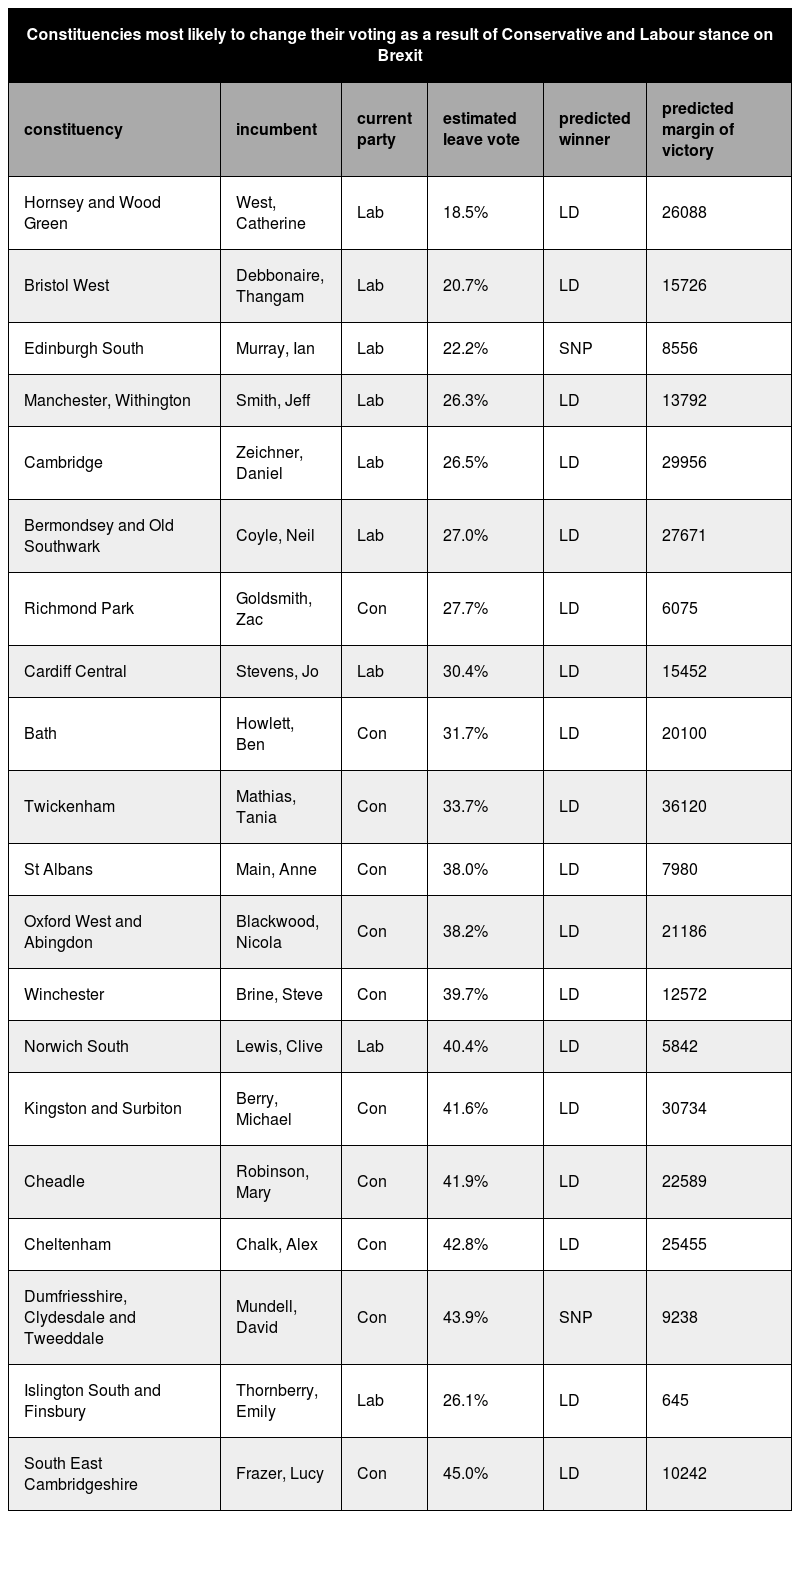 Constituencies most likely to change their voting as a result of Conservative and Labour stance on
Brexit
constituency incumbent current party estimated leave vote predicted winner predicted margin of victory
Hornsey and Wood Green West, Catherine Lab 18.5% LD 26088
Bristol West Debbonaire, Thangam Lab 20.7% LD 15726
Edinburgh South Murray, Ian Lab 22.2% SNP 8556
Manchester, Withington Smith, Jeff Lab 26.3% LD 13792
Cambridge Zeichner, Daniel Lab 26.5% LD 29956
Bermondsey and Old Southwark Coyle, Neil Lab 27.0% LD 27671
Richmond Park Goldsmith, Zac Con 27.7% LD 6075
Cardiff Central Stevens, Jo Lab 30.4% LD 15452
Bath Howlett, Ben Con 31.7% LD 20100
Twickenham Mathias, Tania Con 33.7% LD 36120
St Albans Main, Anne Con 38.0% LD 7980
Oxford West and Abingdon Blackwood, Nicola Con 38.2% LD 21186
Winchester Brine, Steve Con 39.7% LD 12572
Norwich South Lewis, Clive Lab 40.4% LD 5842
Kingston and Surbiton Berry, Michael Con 41.6% LD 30734
Cheadle Robinson, Mary Con 41.9% LD 22589
Cheltenham Chalk, Alex Con 42.8% LD 25455
Dumfriesshire, Clydesdale and Tweeddale Mundell, David Con 43.9% SNP 9238
Islington South and Finsbury Thornberry, Emily Lab 26.1% LD 645
South East Cambridgeshire Frazer, Lucy Con 45.0% LD 10242